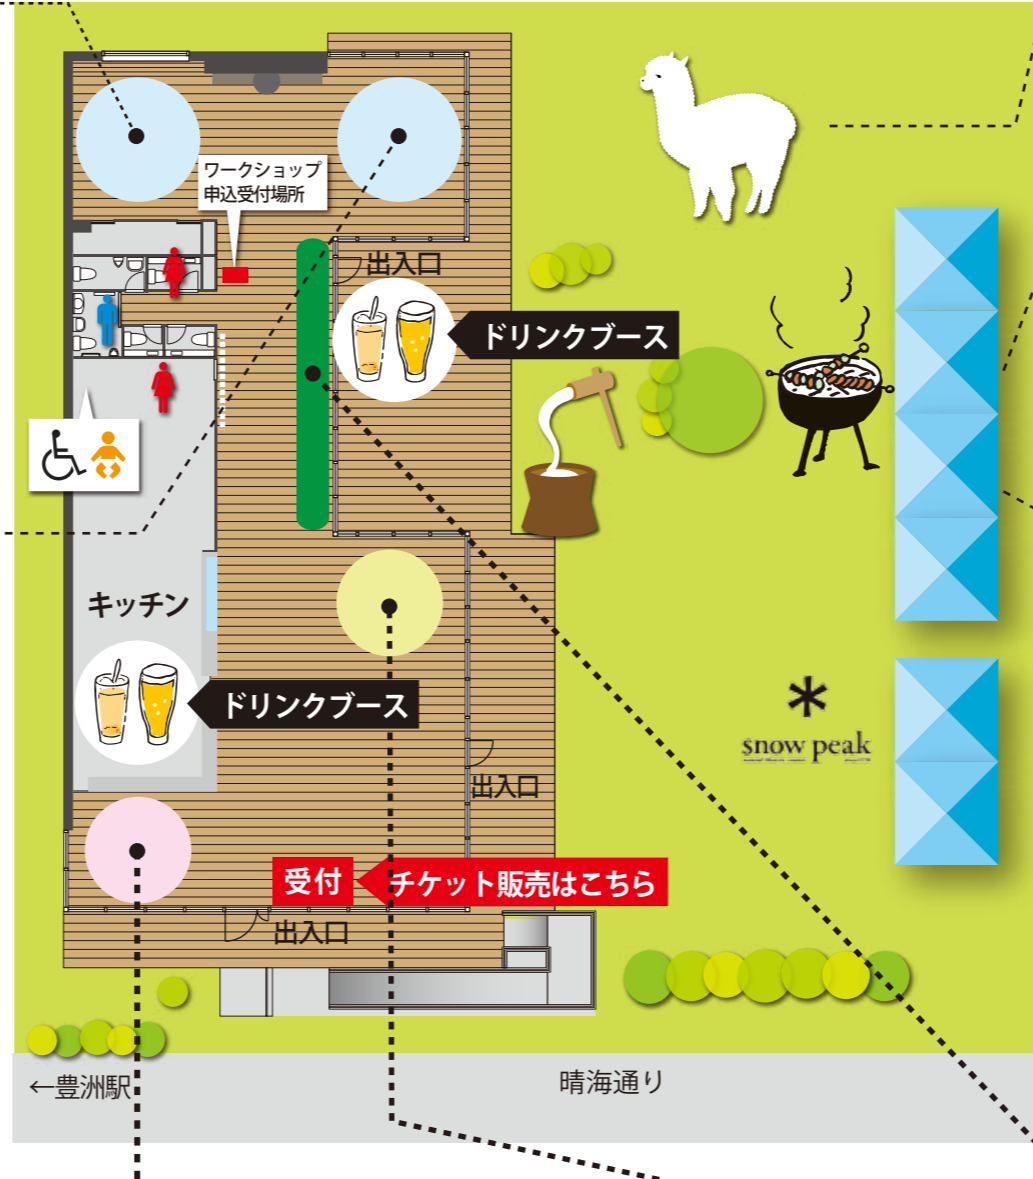 ワークショップ
申込受付場所
出入口
ドリンクブース
キッチン
ドリンクブース
snow peak
出入口
受付
チケット販売はこちら
出入口
←豊洲駅
晴海通り